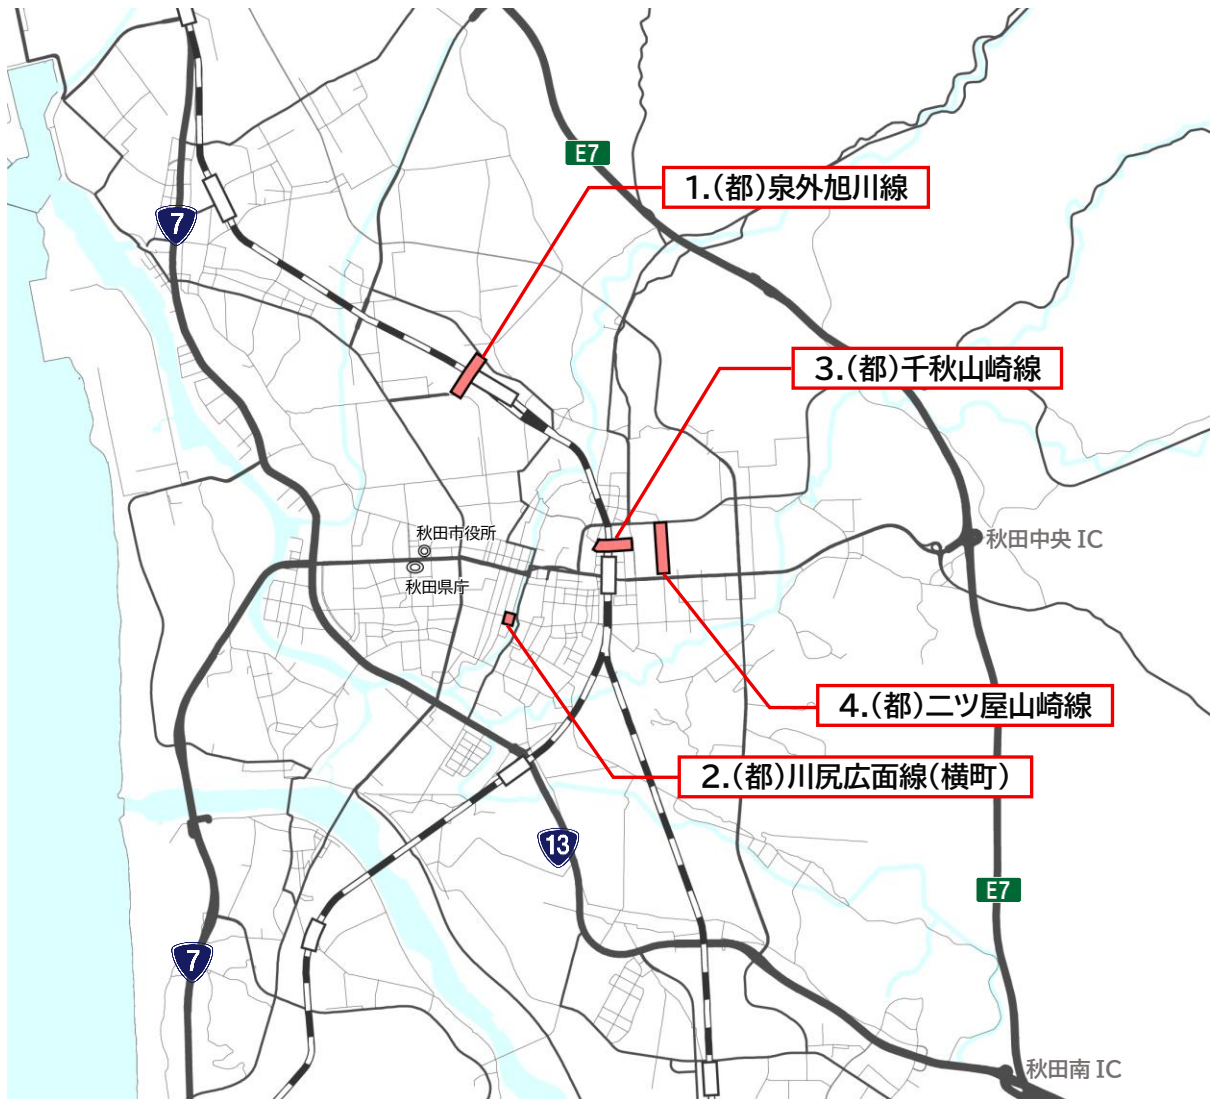 E7
1.(都)泉外旭川線
7
3.(都)千秋山崎線
秋田市役所
秋田中央 IC
秋田県庁
4.(都)二ツ屋山崎線
2.(都)川尻広面線(横町)
13
E7
7
秋田南 IC